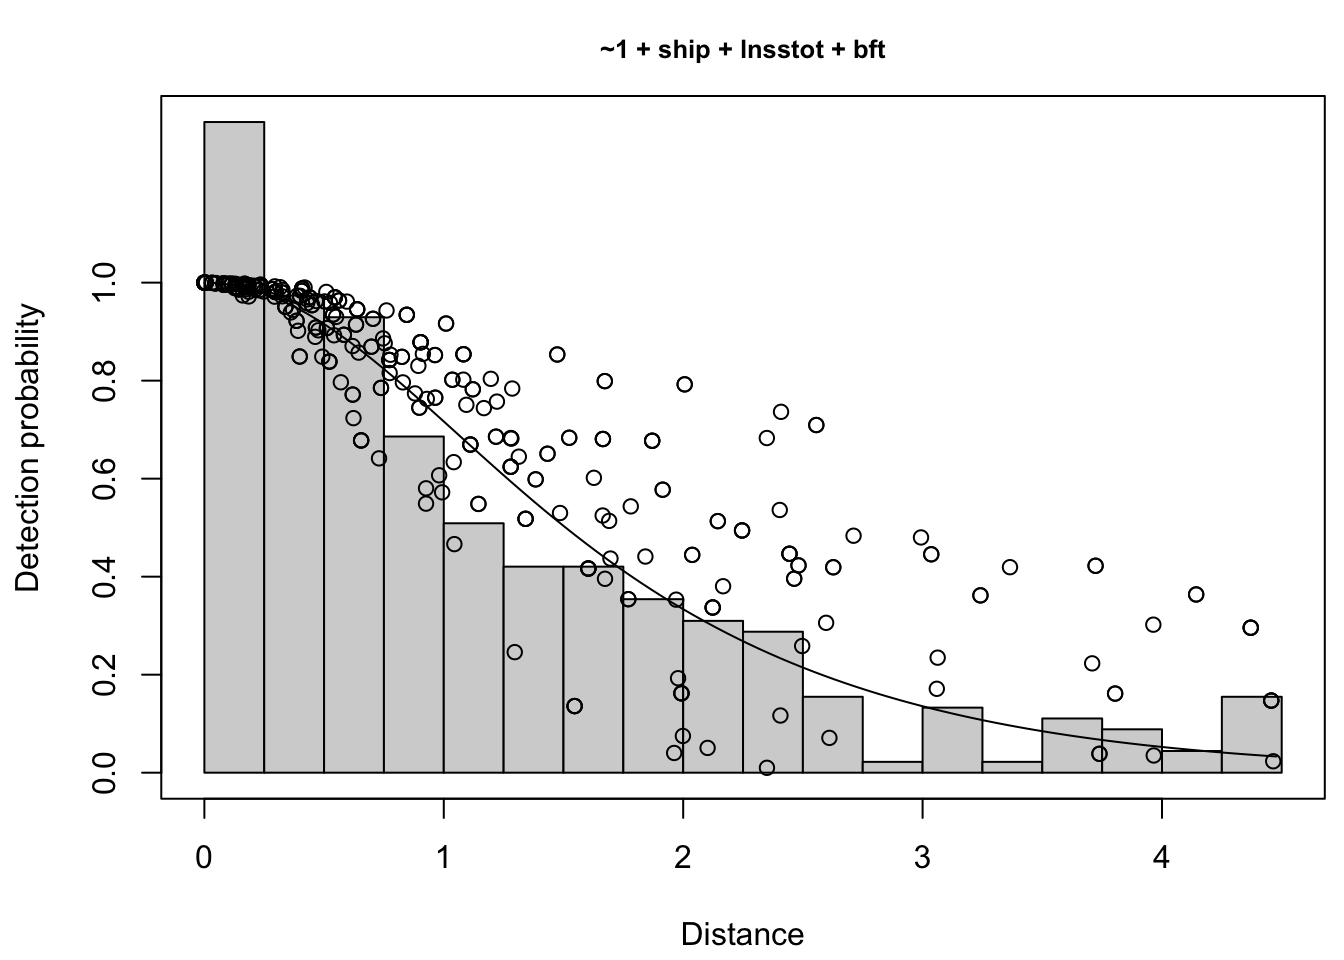 ~1 + ship + lnsstot + bft
Detection probability
1.0
0.8
0.6
0.4
0.2
0.0
0 1 2 3 4
Distance